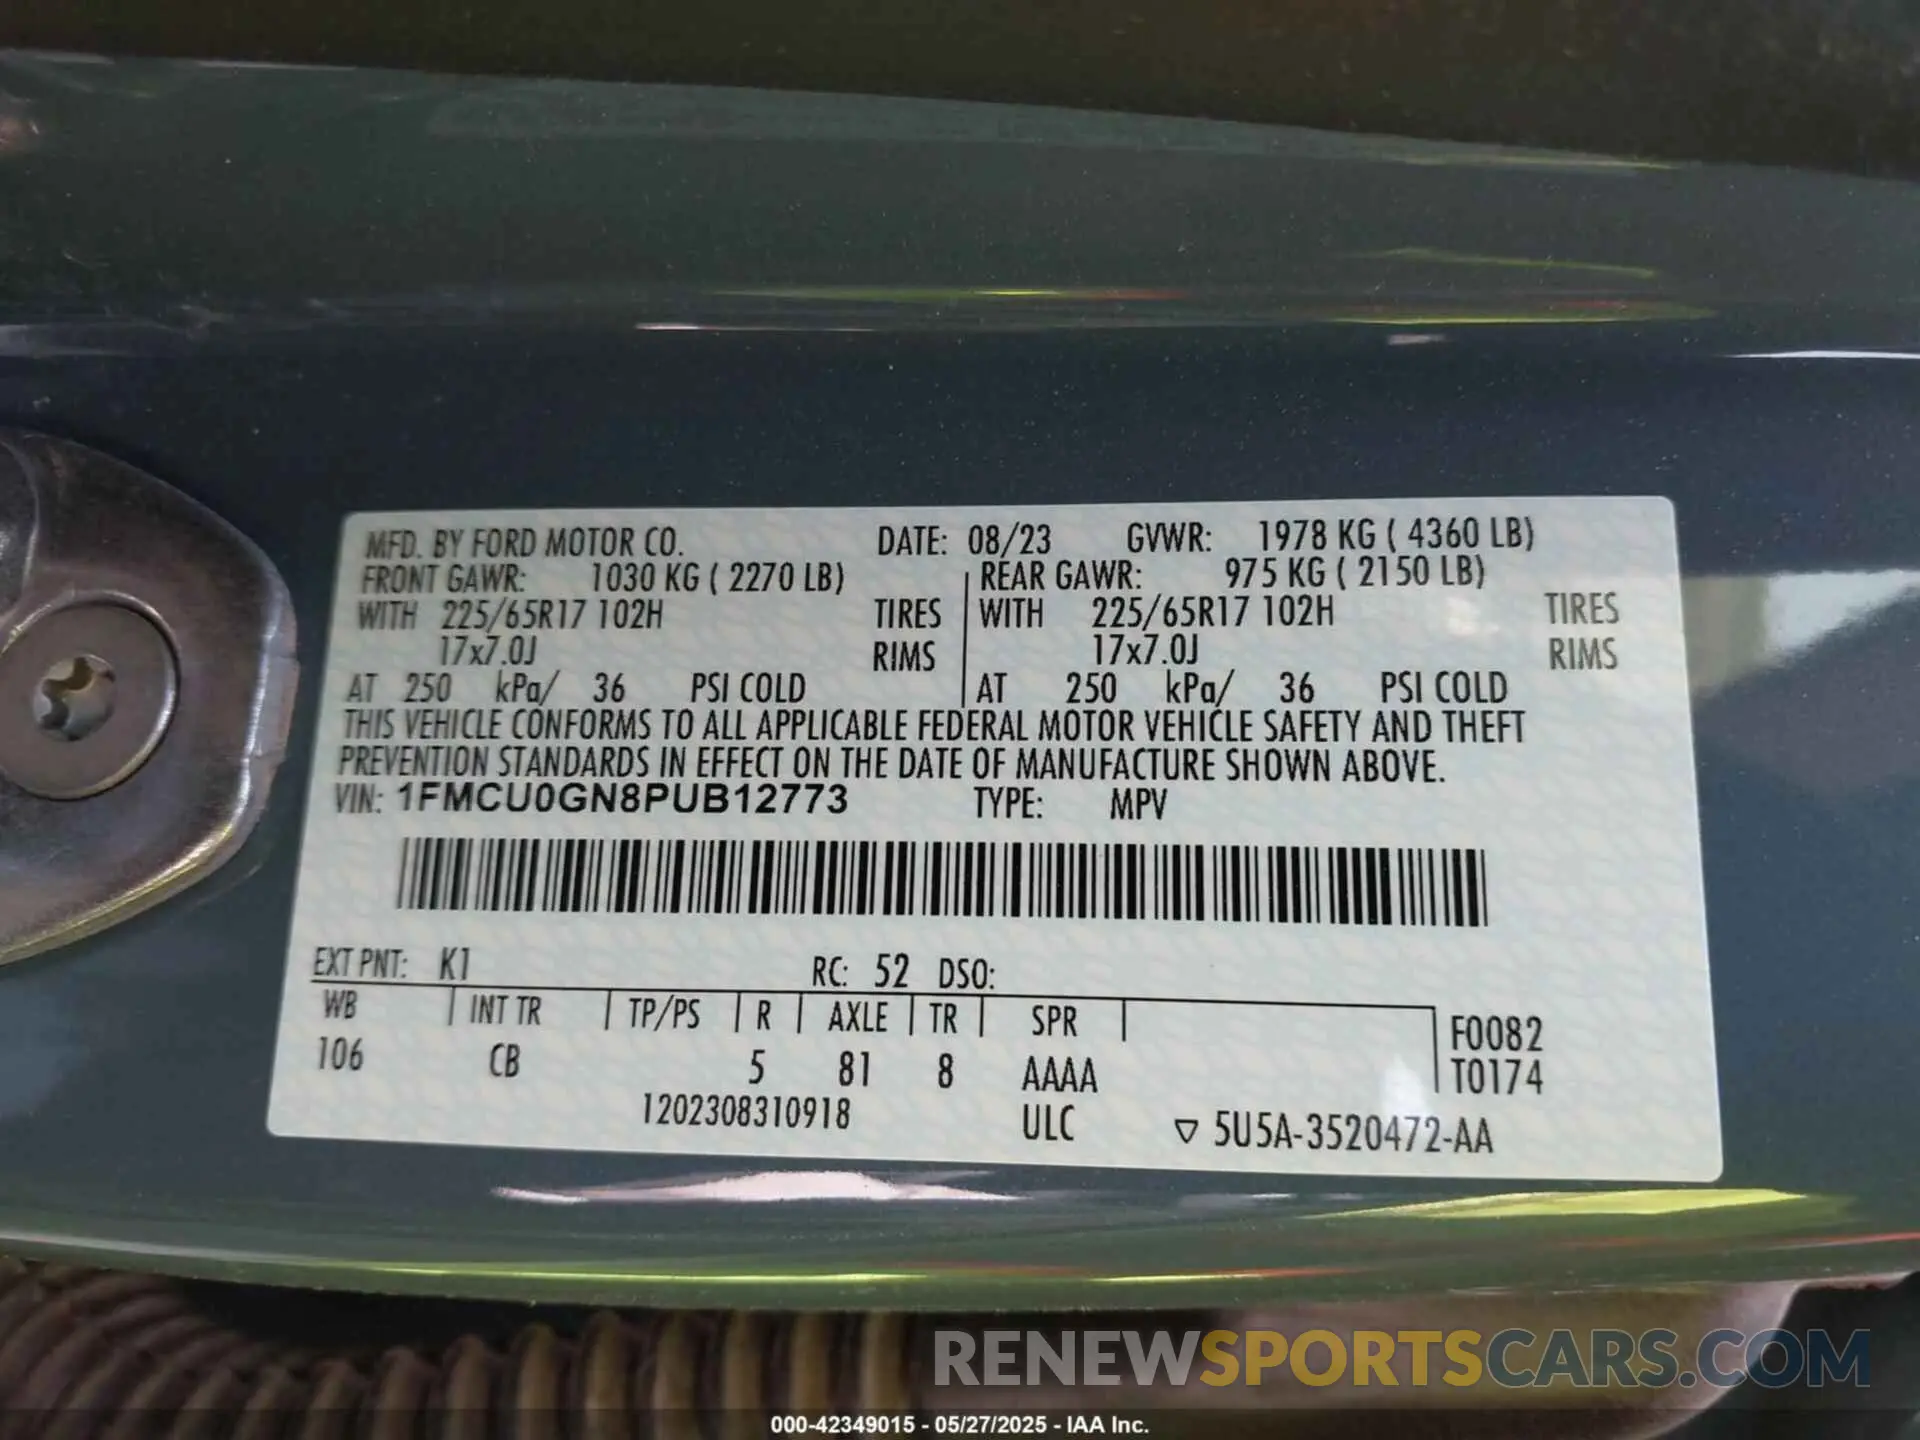 MFD. BY FORD MOTOR CO. DATE: 08/23 GVWR: 1978 KG ( 4360 LB)
FRONT GAWR: 1030 KG ( 2270 LB) REAR GAWR: 975 KG ( 2150 LB)
WITH 225/65R17 102H TIRES WITH 225/65R17 102H TIRES
17x7.0J RIMS 17x7.0J RIMS
AT 250 kPa/ 36 PSI COLD AT 250 kPa/ 36 PSI COLD
THIS VEHICLE CONFORMS TO ALL APPLICABLE FEDERAL MOTOR VEHICLE SAFETY AND THEFT
PREVENTION STANDARDS IN EFFECT ON THE DATE OF MANUFACTURE SHOWN ABOVE.
VIN: 1FMCU0GN8PUB12773 TYPE: MPV
EXT PNT: K1 RC: 52 DSO:
WB INT TR TP/PS R AXLE TR SPR F0082
106 CB 5 81 8 AAAA T0174
1202308310918 ULC ▽ 5U5A-3520472-AA
RENEWSPORTSCARS.COM
000-42349015 - 05/27/2025 - IAA Inc.